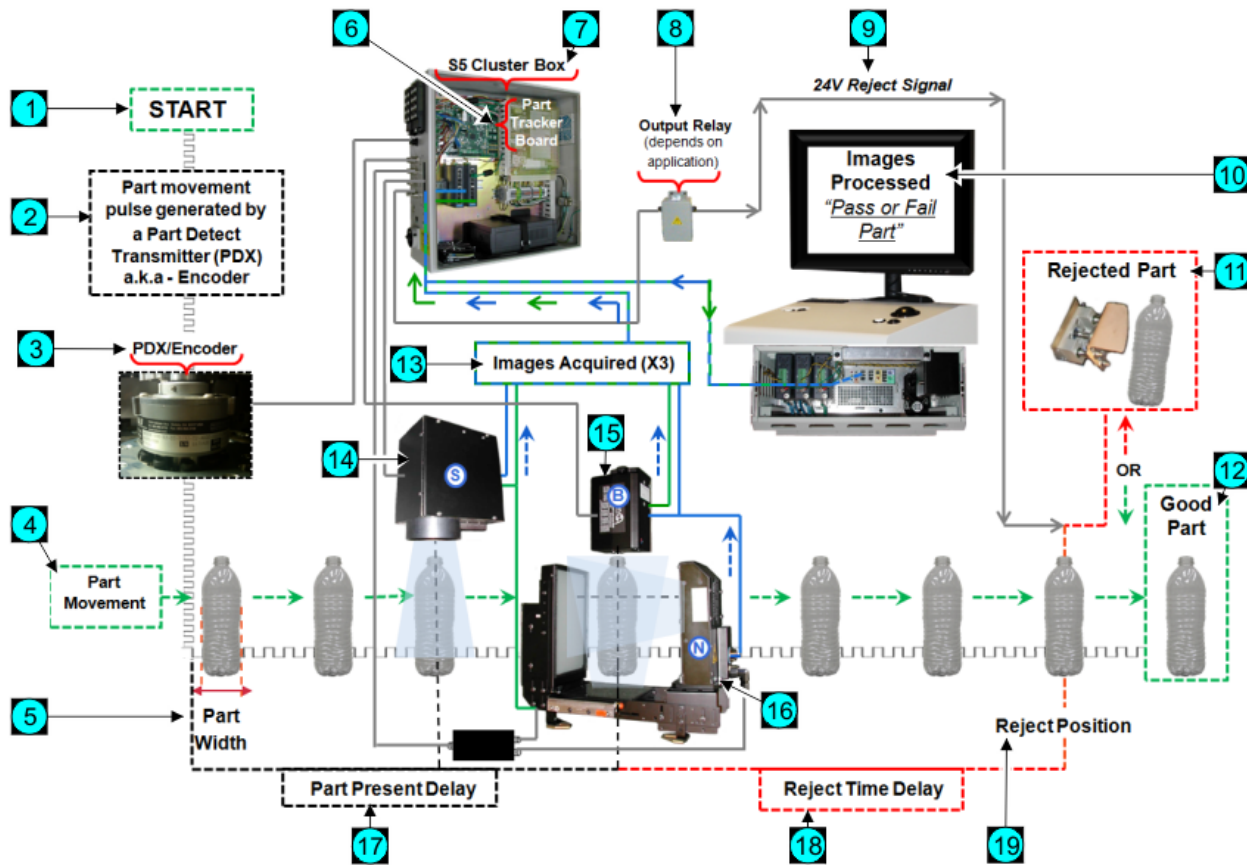 6
7
8
9
S5 Cluster Box
24V Reject Signal
1
START
Part
Tracker
Board
Output Relay
(depends on
application)
Images
Processed
“Pass or Fail
Part”
10
2
Part movement
pulse generated by
a Part Detect
Transmitter (PDX)
a.k.a - Encoder
Rejected Part
11
3
PDX/Encoder
13
Images Acquired (X3)
14
S
15
B
OR
12
Good
Part
4
Part
Movement
N
5
Part
Width
16
Reject Position
Part Present Delay
Reject Time Delay
17
18
19